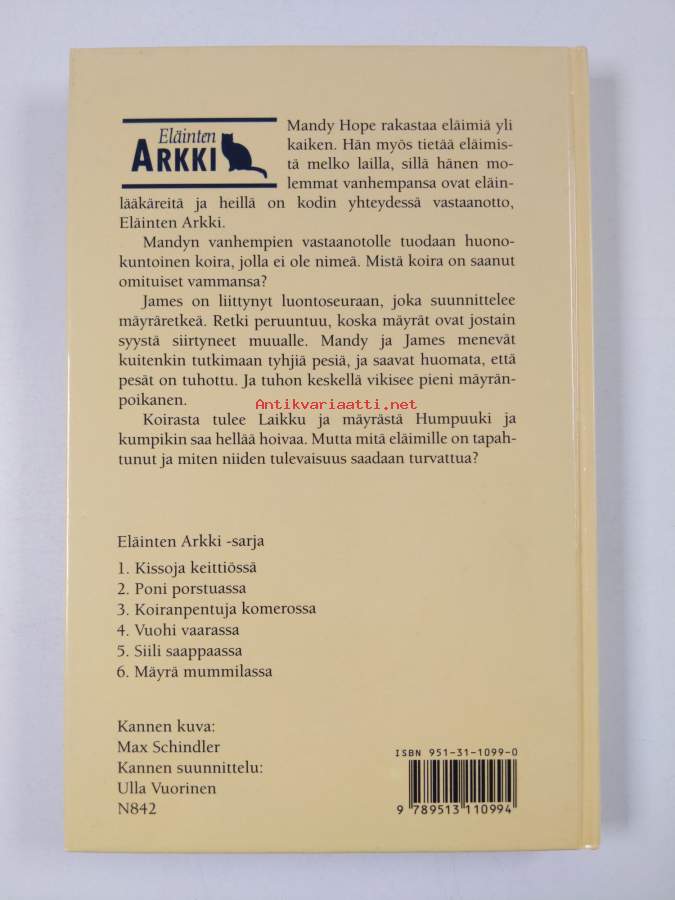 Eläinten
ARKKI
Mandy Hope rakastaa eläimiä yli
kaiken. Hän myös tietää eläimis-
tä melko lailla, sillä hänen mo-
lemmat vanhempansa ovat eläin-
lääkäreitä ja heillä on kodin yhteydessä vastaanotto,
Eläinten Arkki.
Mandyn vanhempien vastaanotolle tuodaan huono-
kuntoinen koira, jolla ei ole nimeä. Mistä koira on saanut
omituiset vammansa?
James on liittynyt luontoseuraan, joka suunnittelee
mäyräretkeä. Retki peruuntuu, koska mäyrät ovat jostain
syystä siirtyneet muualle. Mandy ja James menevät
kuitenkin tutkimaan tyhjiä pesiä, ja saavat huomata, että
pesät on tuhottu. Ja tuhon keskellä vikisee pieni mäyrän-
poikanen.
Antikvariaatti.net
Koirasta tulee Laikku ja mäyrästä Humpuuki ja
kumpikin saa hellää hoivaa. Mutta mitä eläimille on tapah-
tunut ja miten niiden tulevaisuus saadaan turvattua?
Eläinten Arkki -sarja
1. Kissoja keittiössä
2. Poni porstuassa
3. Koiranpentuja komerossa
4. Vuohi vaarassa
5. Siili saappaassa
6. Mäyrä mummilassa
Kannen kuva:
Max Schindler
Kannen suunnittelu:
Ulla Vuorinen
N842
ISBN 951-31-1099-0
9 789513 110994